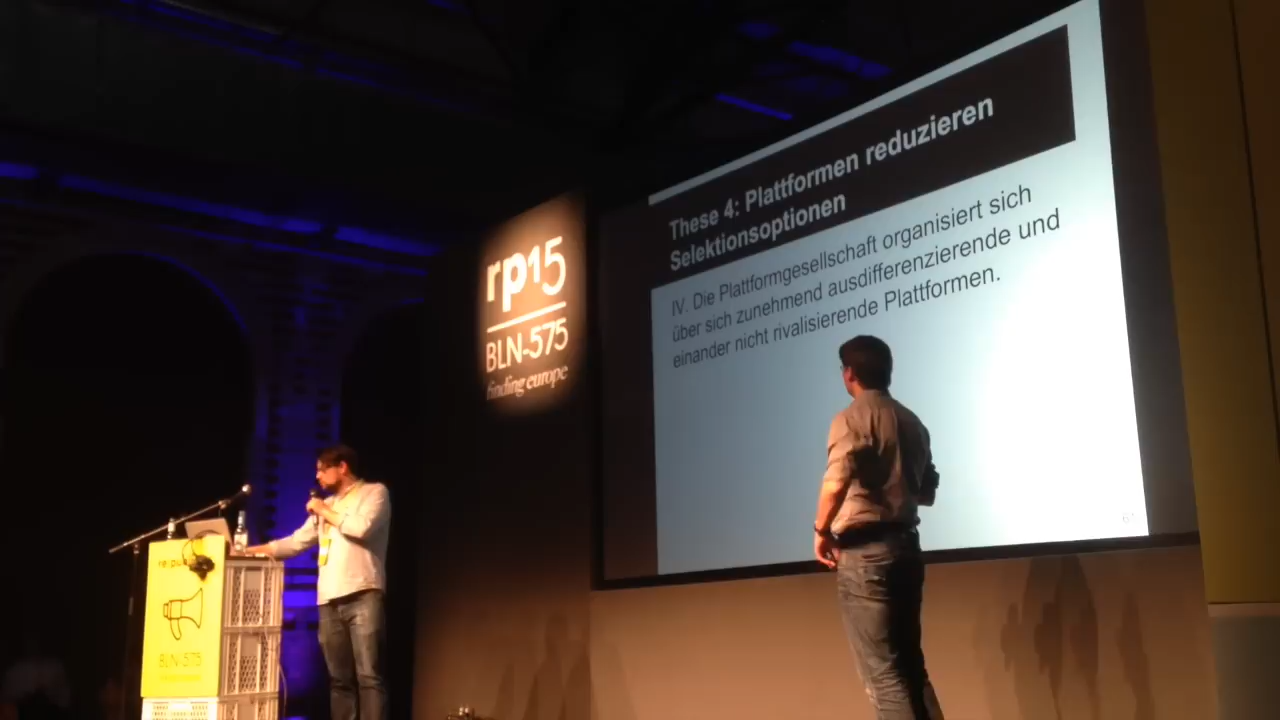 These 4: Plattformen reduzieren
Selektionsoptionen
IV. Die Plattformgesellschaft organisiert sich
über sich zunehmend ausdifferenzierende und
einander nicht rivalisierende Plattformen.
rp15
BLN-575
finding europe
BLN-575